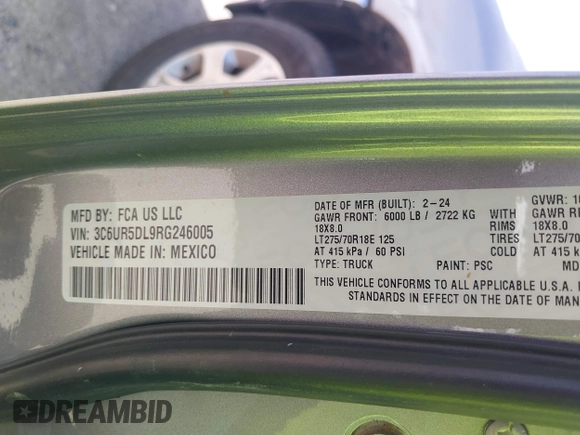 MFD BY: FCA US LLC
VIN: 3C6UR5DL9RG246005
VEHICLE MADE IN: MEXICO
DATE OF MFR (BUILT): 2-24
GAWR FRONT: 6000 LB / 2722 KG
18X8.0
LT275/70R18E 125
AT 415 kPa / 60 PSI
TYPE: TRUCK
PAINT: PSC
THIS VEHICLE CONFORMS TO ALL APPLICABLE U.S.A.
STANDARDS IN EFFECT ON THE DATE OF MAN
WITH
RIMS
TIRES
COLD
GVWR: 10
GAWR R
18X8.0
LT275/70
AT 415 k
MD
DREAMBID